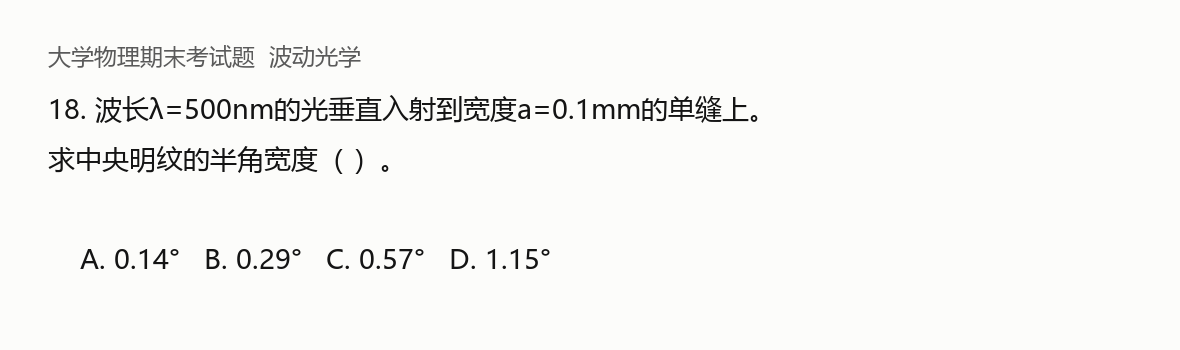 大学物理期末考试题  波动光学
18. 波长λ=500nm的光垂直入射到宽度a=0.1mm的单缝上。
求中央明纹的半角宽度（ ）。
A. 0.14°   B. 0.29°   C. 0.57°   D. 1.15°